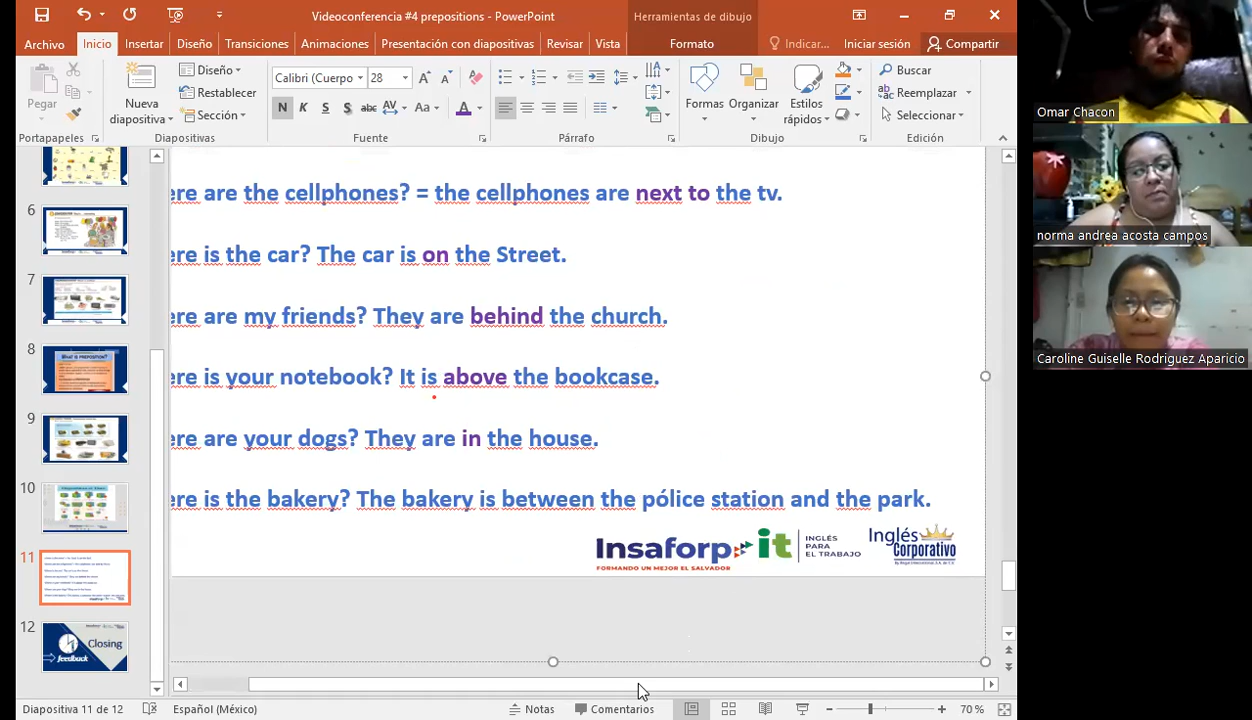 Videoconferencia #4 prepositions - PowerPoint
Herramientas de dibujo
Archivo
Inicio
Insertar
Diseño
Transiciones
Animaciones
Presentación con diapositivas
Revisar
Vista
Formato
Indicar...
Iniciar sesión
Compartir
Pegar
Nueva diapositiva
Diseño
Restablecer
Sección
Calibri (Cuerpo
28
N K S S abc AV Aa A
Formas
Organizar
Estilos rápidos
Buscar
Reemplazar
Seleccionar
Portapapeles
Diapositivas
Fuente
Párrafo
Dibujo
Edición
6
7
8
9
10
11
12
WHAT IS PREPOSITION?
Closing
feedback
ere are the cellphones? = the cellphones are next to the tv.
ere is the car? The car is on the Street.
ere are my friends? They are behind the church.
ere is your notebook? It is above the bookcase.
ere are your dogs? They are in the house.
ere is the bakery? The bakery is between the pólice station and the park.
Insaforp
FORMANDO UN MEJOR EL SALVADOR
it
INGLÉS
PARA
EL TRABAJO
Inglés
Corporativo
Diapositiva 11 de 12
Español (México)
Notas
Comentarios
70 %
Omar Chacon
norma andrea acosta campos
Caroline Guiselle Rodriguez Aparicio